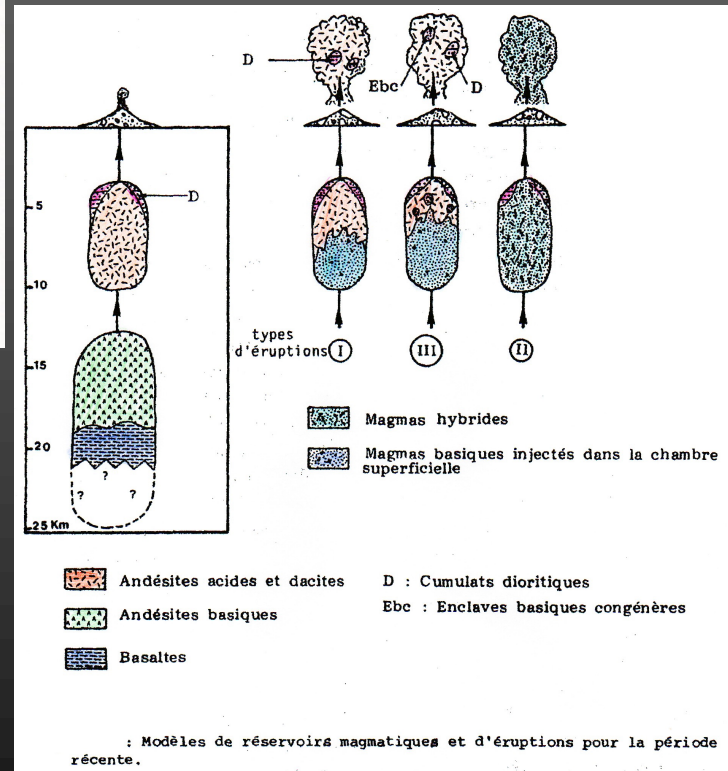 D
Ebc
D
D
5
10
15
20
25 Km
?
?
?
types
d'éruptions
I
III
II
Magmas hybrides
Magmas basiques injectés dans la chambre
superficielle
Andésites acides et dacites
Andésites basiques
Basaltes
D : Cumulats dioritiques
Ebc : Enclaves basiques congénères
: Modèles de réservoirs magmatiques et d'éruptions pour la période
récente.